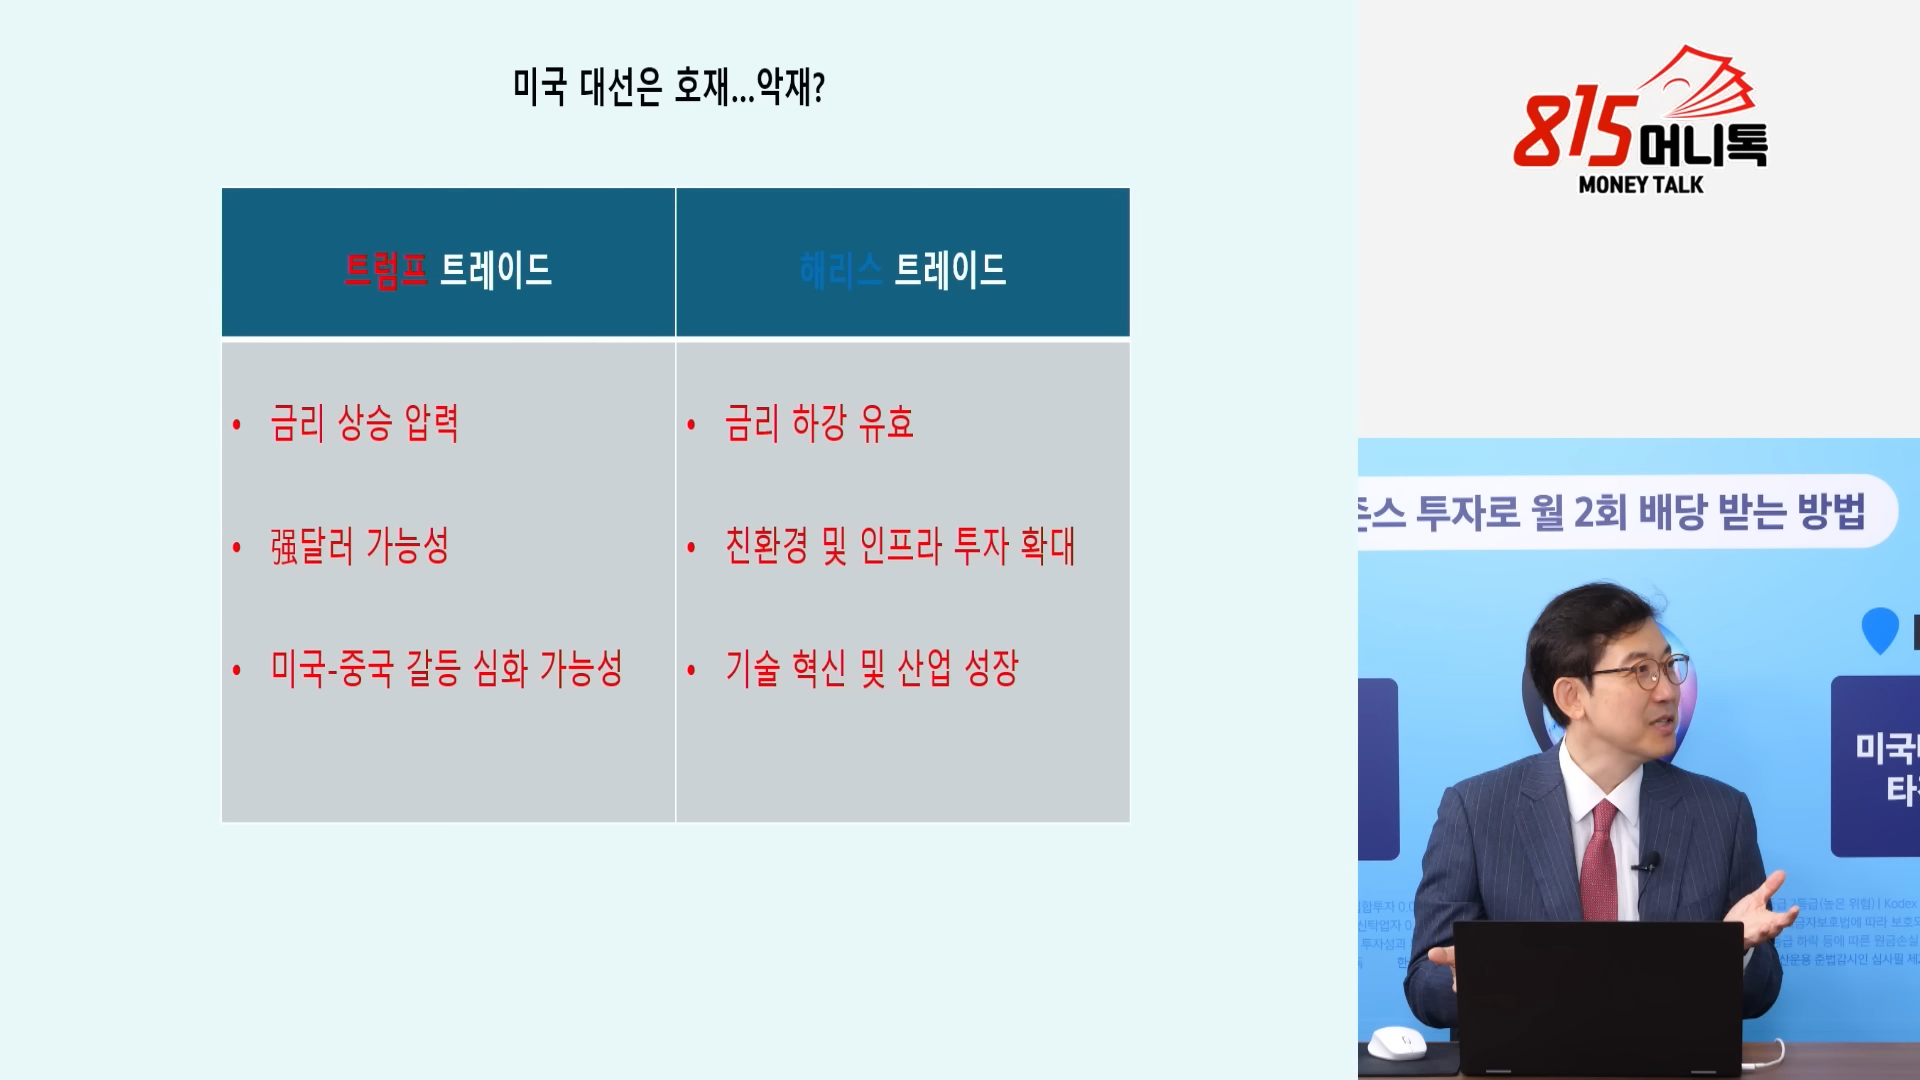 미국 대선은 호재...악재?
트럼프 트레이드
해리스 트레이드
• 금리 상승 압력
• 强달러 가능성
• 미국-중국 갈등 심화 가능성
• 금리 하강 유효
• 친환경 및 인프라 투자 확대
• 기술 혁신 및 산업 성장
815머니톡
MONEY TALK
투자로 월 2회 배당 받는 방법
미국
Kodex